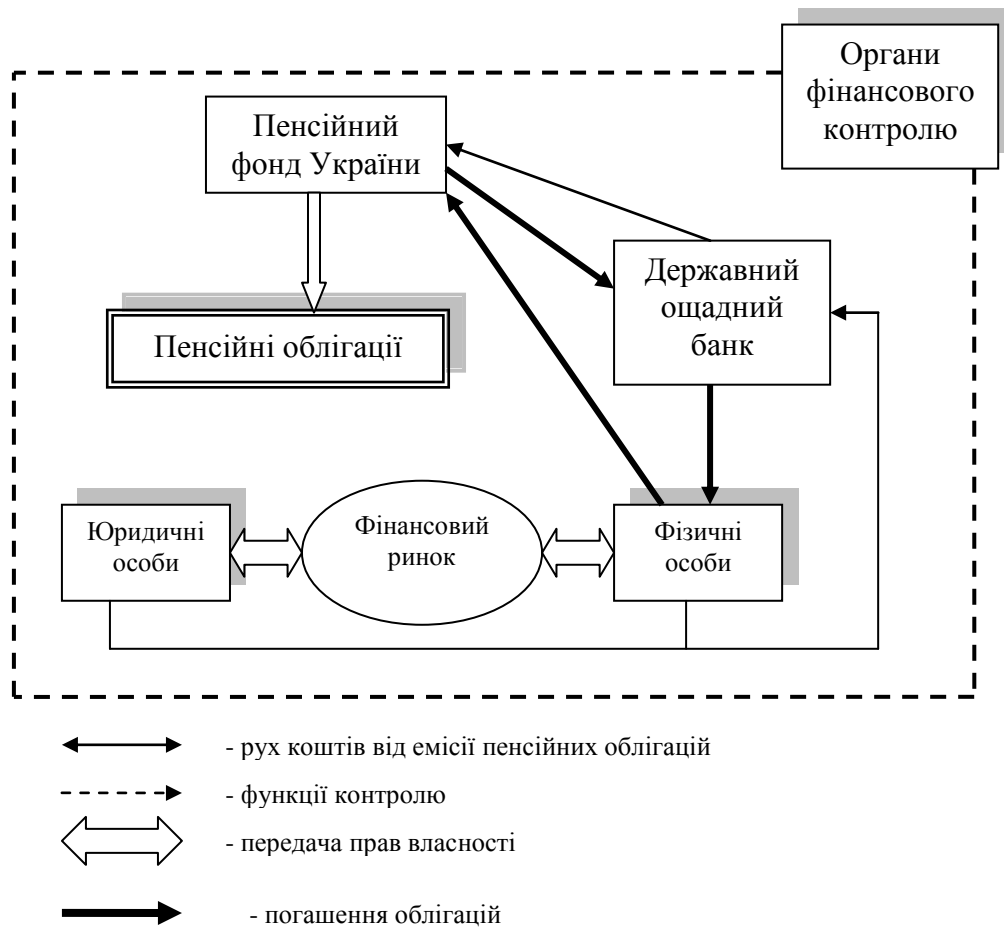 Органи
фінансового
контролю
Пенсійний
фонд України
Державний
ощадний
банк
Пенсійні облігації
Юридичні
особи
Фінансовий
ринок
Фізичні
особи
- рух коштів від емісії пенсійних облігацій
- функції контролю
- передача прав власності
- погашення облігацій